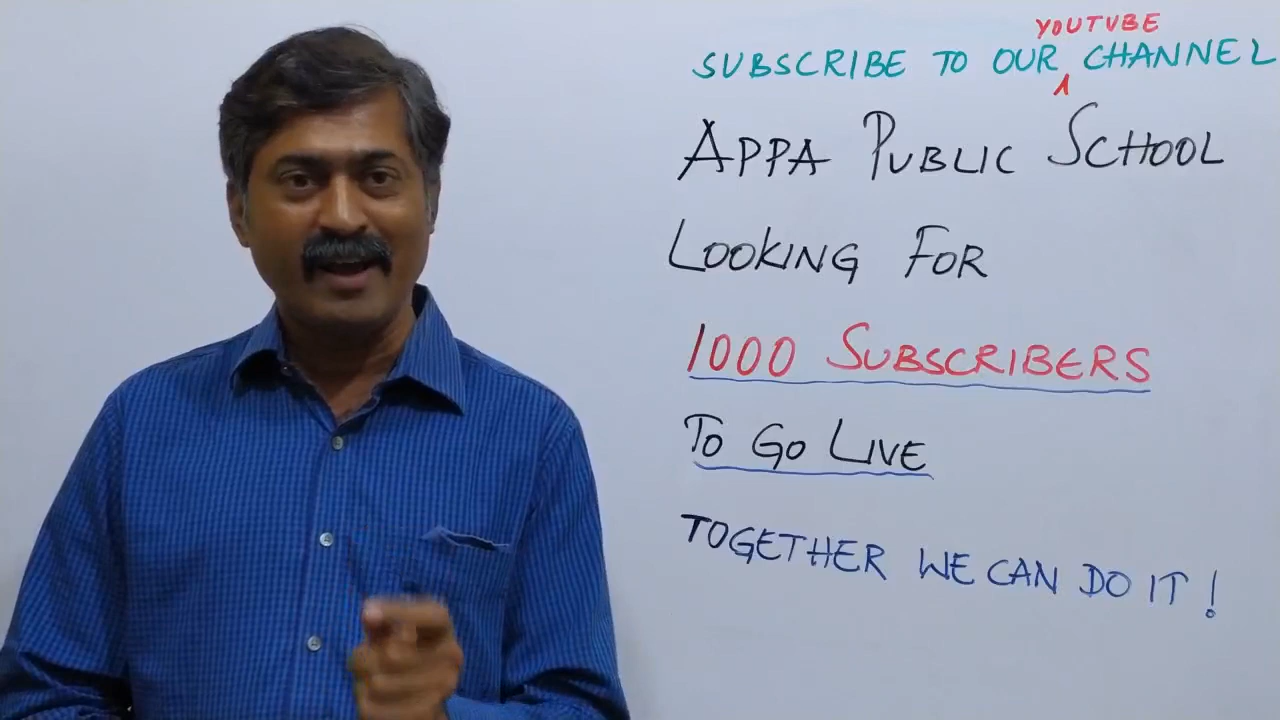 SUBSCRIBE TO OUR YOUTUBE CHANNEL
APPA PUBLIC SCHOOL
LOOKING FOR
1000 SUBSCRIBERS
TO GO LIVE
TOGETHER WE CAN DO IT!